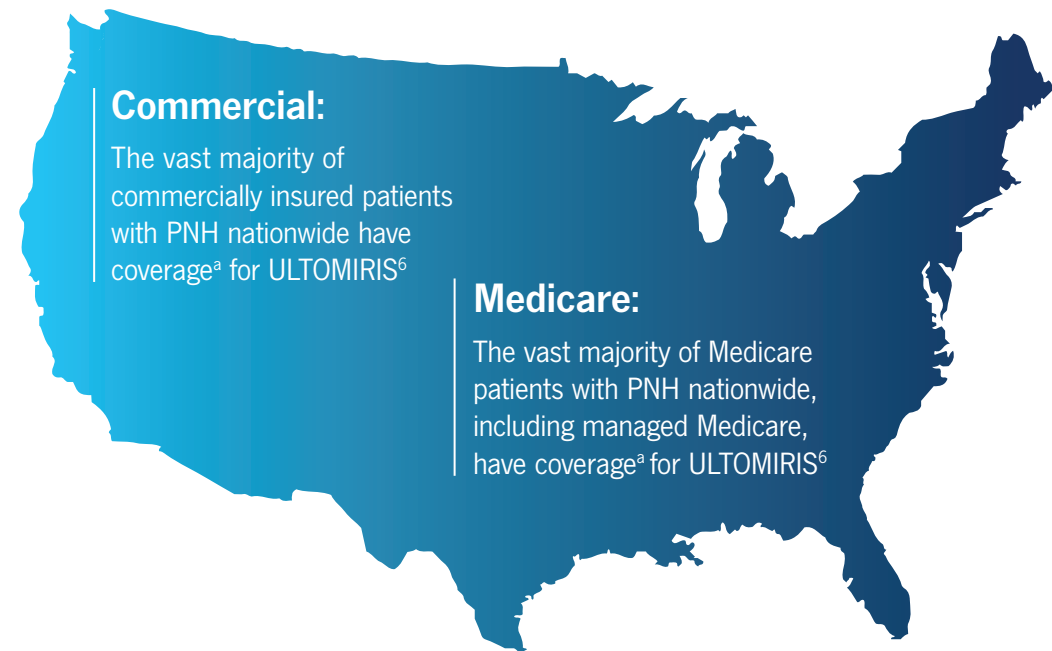 Commercial:
The vast majority of
commercially insured patients
with PNH nationwide have
coverageᵃ for ULTOMIRIS⁶
Medicare:
The vast majority of Medicare
patients with PNH nationwide,
including managed Medicare,
have coverageᵃ for ULTOMIRIS⁶